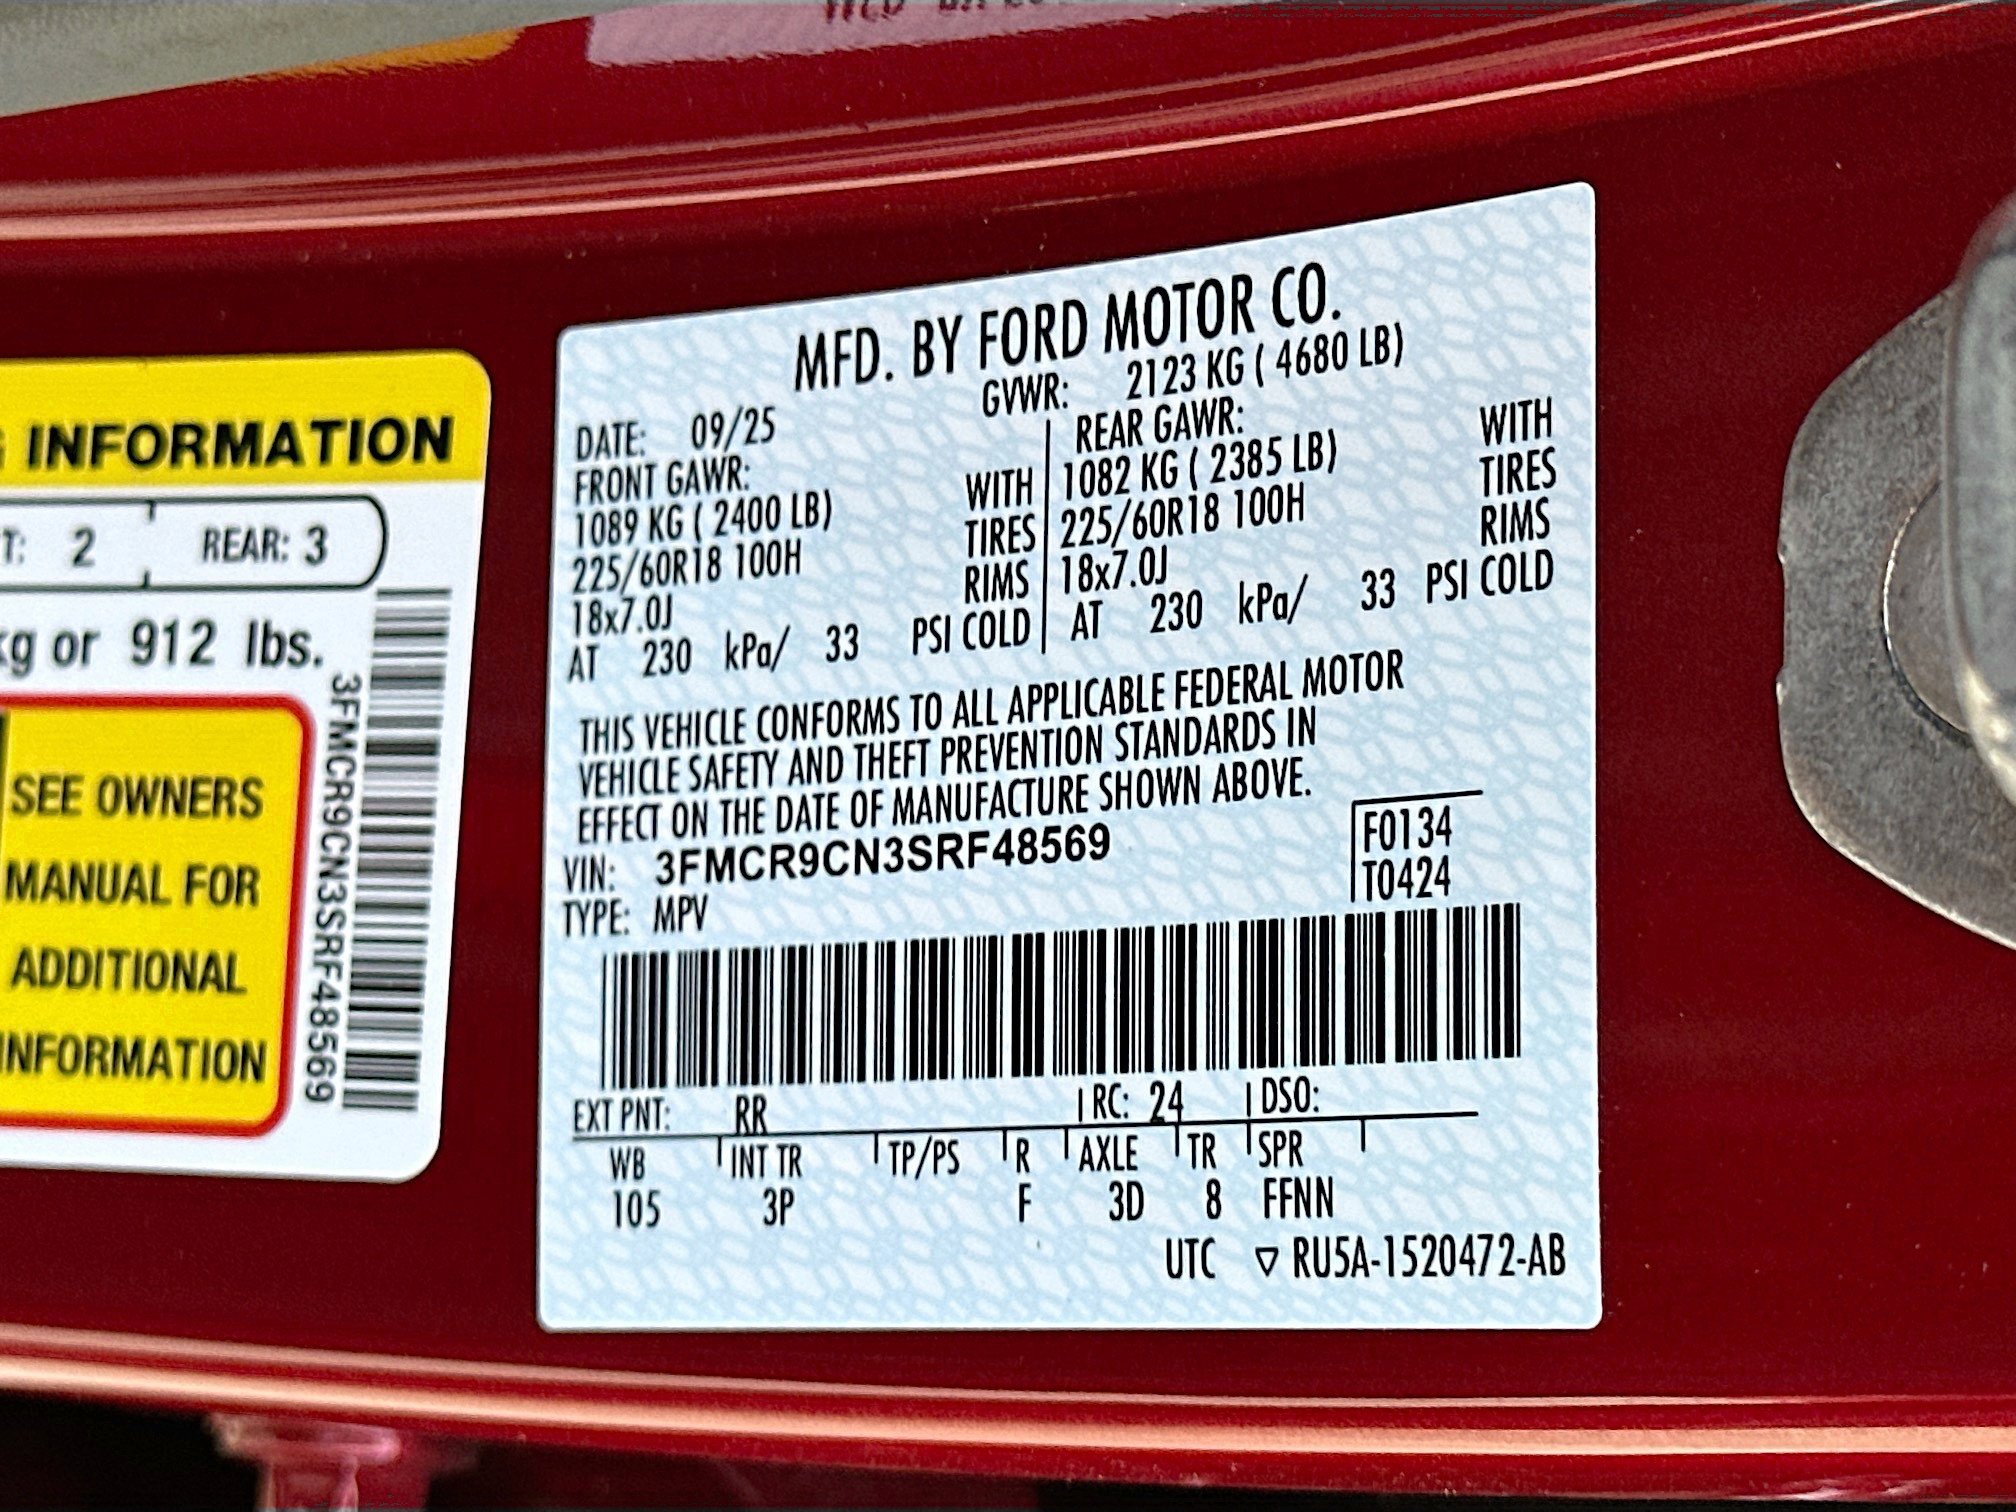 INFORMATION
T: 2 REAR: 3
kg or 912 lbs.
SEE OWNERS
MANUAL FOR
ADDITIONAL
INFORMATION
3FMCR9CN3SRF48569
MFD. BY FORD MOTOR CO.
GVWR: 2123 KG ( 4680 LB)
DATE: 09/25
FRONT GAWR:
1089 KG ( 2400 LB) WITH
225/60R18 100H TIRES
18x7.0J RIMS
AT 230 kPa/ 33 PSI COLD
REAR GAWR: WITH
1082 KG ( 2385 LB) TIRES
225/60R18 100H RIMS
18x7.0J
AT 230 kPa/ 33 PSI COLD
THIS VEHICLE CONFORMS TO ALL APPLICABLE FEDERAL MOTOR
VEHICLE SAFETY AND THEFT PREVENTION STANDARDS IN
EFFECT ON THE DATE OF MANUFACTURE SHOWN ABOVE.
VIN: 3FMCR9CN3SRF48569
TYPE: MPV
F0134
T0424
EXT PNT: RR RC: 24 DSO:
WB INT TR TP/PS R AXLE TR SPR
105 3P F 3D 8 FFNN
UTC ▽ RU5A-1520472-AB